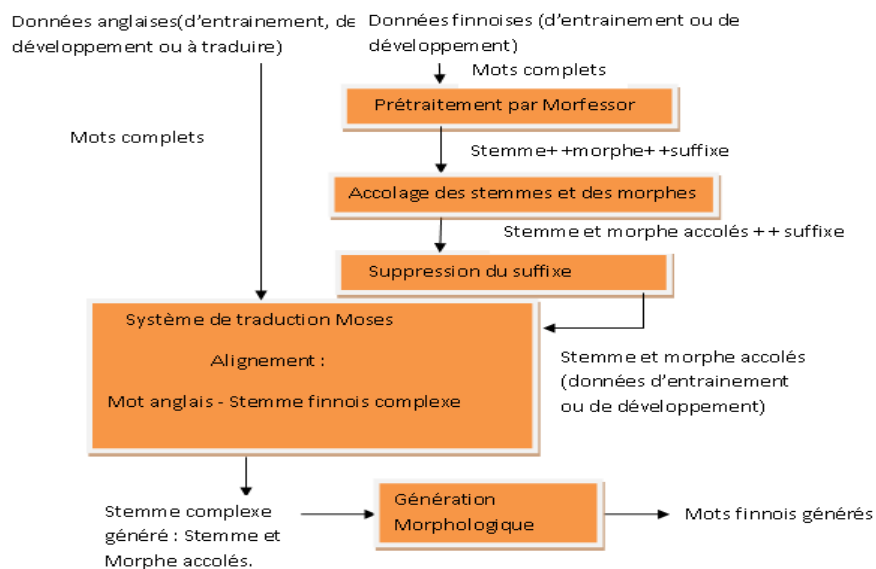 Données anglaises(d’entrainement, de
développement ou à traduire)
Données finnoises (d’entrainement ou de
développement)
Mots complets
Prétraitement par Morfessor
Mots complets
Stemme+ +morphe++suffixe
Accolage des stemmes et des morphes
Stemme et morphe accolés + + suffixe
Suppression du suffixe
Système de traduction Moses
Alignement :
Mot anglais - Stemme finnois complexe
Stemme et morphe accolés
(données d’entrainement
ou de développement)
Stemme complexe
généré : Stemme et
Morphe accolés.
Génération
Morphologique
Mots finnois générés